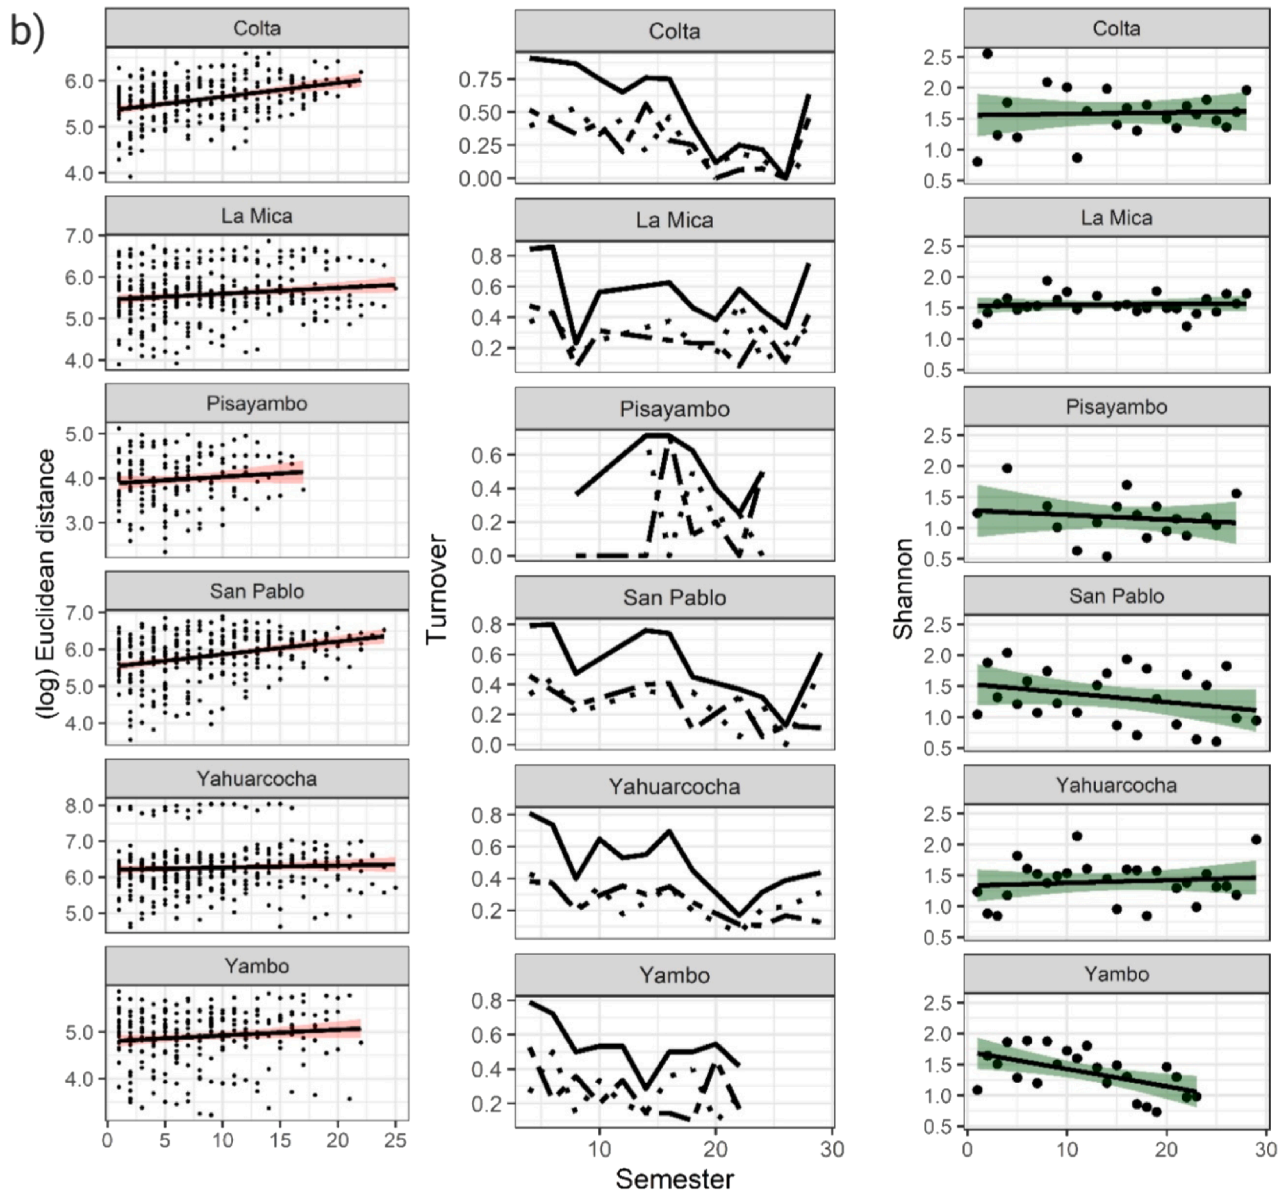 b)
(log) Euclidean distance
Colta
6.0
5.0
4.0
La Mica
7.0
6.0
5.0
4.0
Pisayambo
5.0
4.0
3.0
San Pablo
7.0
6.0
5.0
4.0
Yahuarcocha
8.0
7.0
6.0
5.0
Yambo
5.0
4.0
0 5 10 15 20 25
Turnover
Colta
0.75
0.50
0.25
0.00
La Mica
0.8
0.6
0.4
0.2
Pisayambo
0.6
0.4
0.2
0.0
San Pablo
0.8
0.6
0.4
0.2
0.0
Yahuarcocha
0.8
0.6
0.4
0.2
Yambo
0.8
0.6
0.4
0.2
10 20 30
Semester
Shannon
Colta
2.5
2.0
1.5
1.0
0.5
La Mica
2.5
2.0
1.5
1.0
0.5
Pisayambo
2.5
2.0
1.5
1.0
0.5
San Pablo
2.5
2.0
1.5
1.0
0.5
Yahuarcocha
2.5
2.0
1.5
1.0
0.5
Yambo
2.5
2.0
1.5
1.0
0.5
0 10 20 30